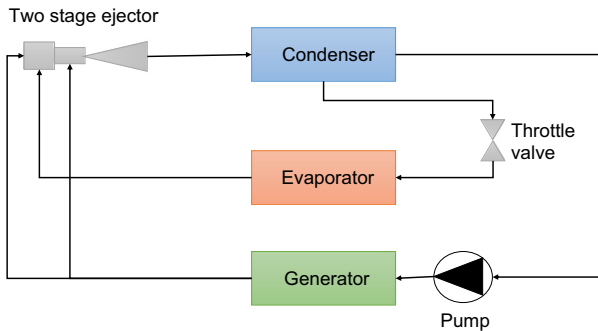 Two stage ejector
Condenser
Throttle
valve
Evaporator
Generator
Pump